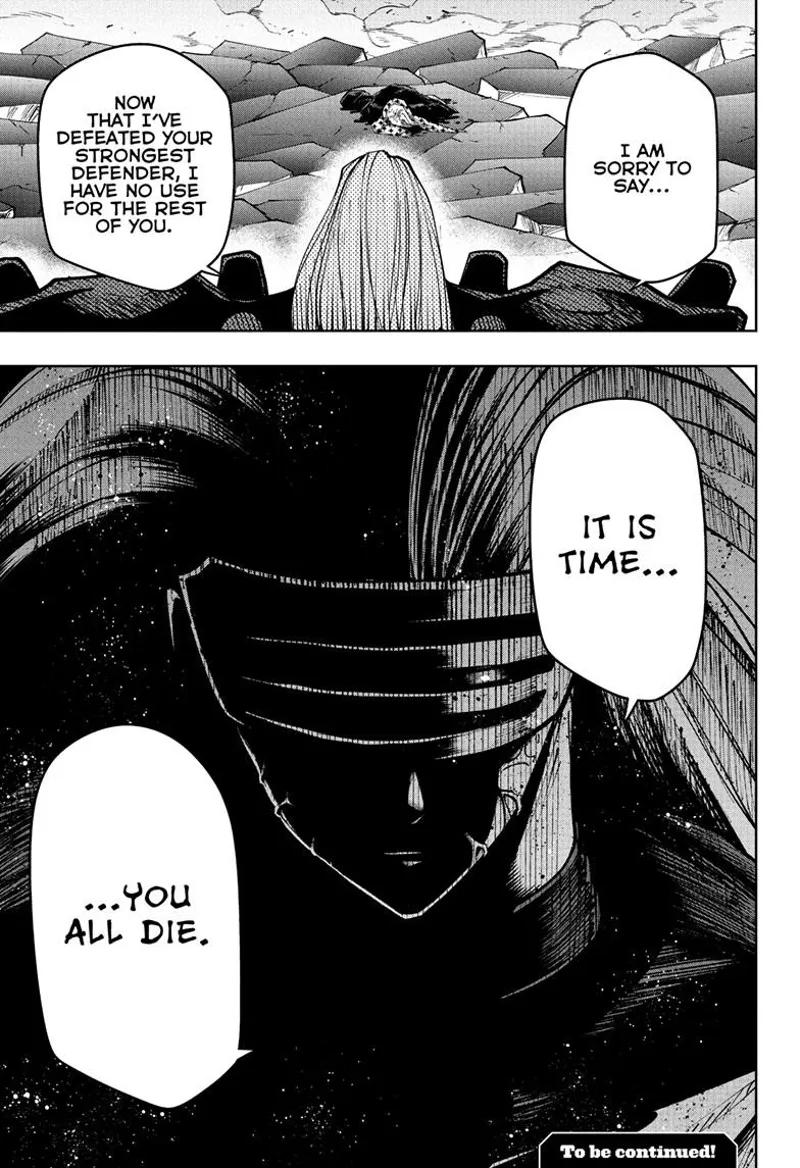 I AM
SORRY TO
SAY...
NOW
THAT I'VE
DEFEATED YOUR
STRONGEST
DEFENDER, I
HAVE NO USE
FOR THE REST
OF YOU.
IT IS
TIME...
...YOU
ALL DIE.
To be continued!